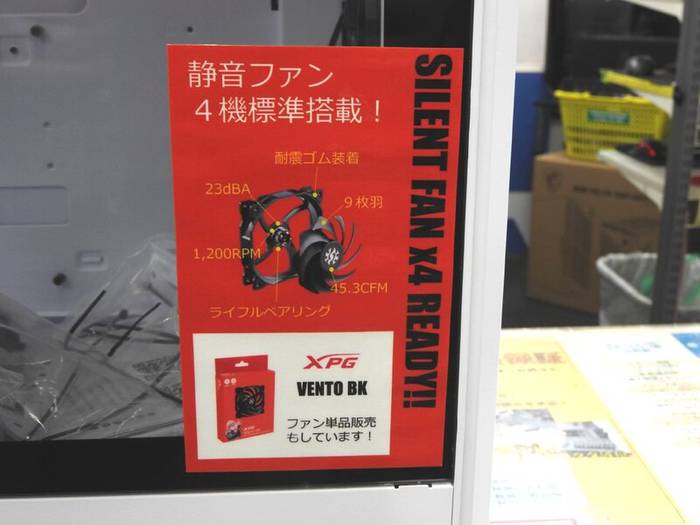 静音ファン
4機標準搭載！
SILENT FAN x4 READY!!
耐震ゴム装着
23dBA
9枚羽
1,200RPM
45.3CFM
ライフルベアリング
XPG
VENTO BK
ファン単品販売
もしています！
XPG